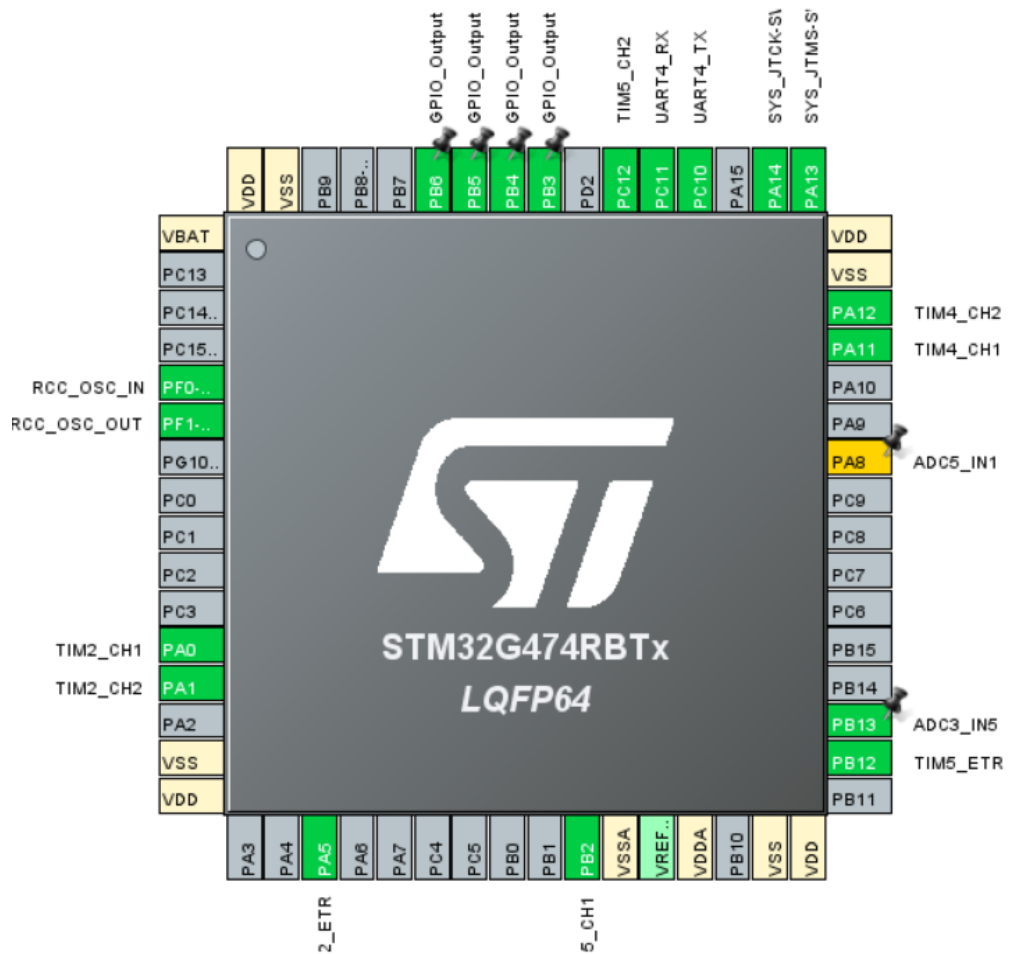 GPIO_Output
GPIO_Output
GPIO_Output
GPIO_Output
TIM5_CH2
UART4_RX
UART4_TX
SYS_JTCK-S
SYS_JTMS-S
VDD
VSS
PB9
PB8-..
PB7
PB6
PB5
PB4
PB3
PD2
PC12
PC11
PC10
PA15
PA14
PA13
VBAT
PC13
PC14..
PC15..
RCC_OSC_IN PF0-..
RCC_OSC_OUT PF1-..
PG10..
PC0
PC1
PC2
PC3
TIM2_CH1 PA0
TIM2_CH2 PA1
PA2
VSS
VDD
STM32G474RBTx
LQFP64
VDD
VSS
PA12 TIM4_CH2
PA11 TIM4_CH1
PA10
PA9
PA8 ADC5_IN1
PC9
PC8
PC7
PC6
PB15
PB14
PB13 ADC3_IN5
PB12 TIM5_ETR
PB11
PA3
PA4
PA5
PA6
PA7
PC4
PC5
PB0
PB1
PB2
VSSA
VREF..
VDDA
PB10
VSS
VDD
2_ETR
5_CH1